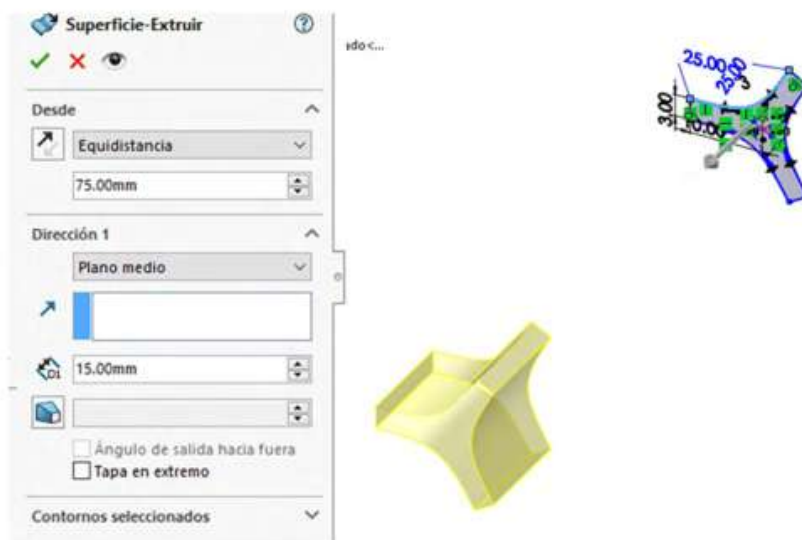 Superficie-Extruir
Desde
Equidistancia
75.00mm
Dirección 1
Plano medio
15.00mm
Ángulo de salida hacia fuera
Tapa en extremo
Contornos seleccionados
25.00
25.00
3.00